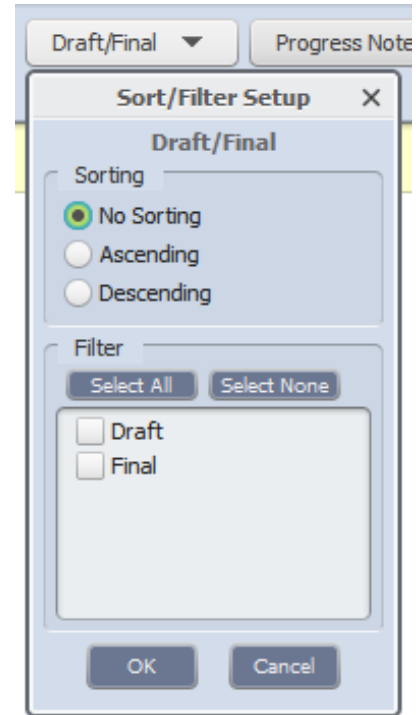 Draft/Final Progress Note
Sort/Filter Setup
Draft/Final
Sorting
No Sorting
Ascending
Descending
Filter
Select All Select None
Draft
Final
OK Cancel